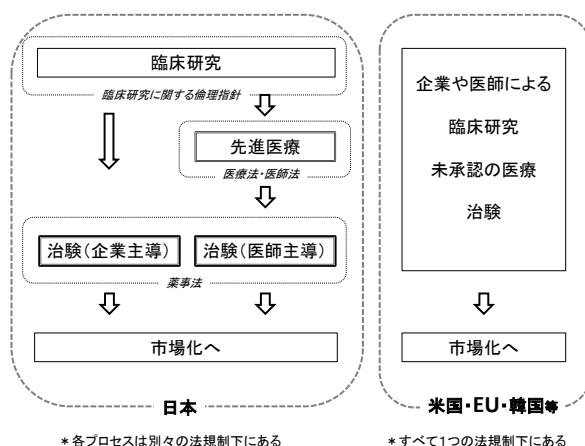 臨床研究
臨床研究に関する倫理指針
先進医療
医療法・医師法
治験(企業主導)
治験(医師主導)
薬事法
市場化へ
日本
*各プロセスは別々の法規制下にある
企業や医師による
臨床研究
未承認の医療
治験
市場化へ
米国・EU・韓国等
*すべて1つの法規制下にある